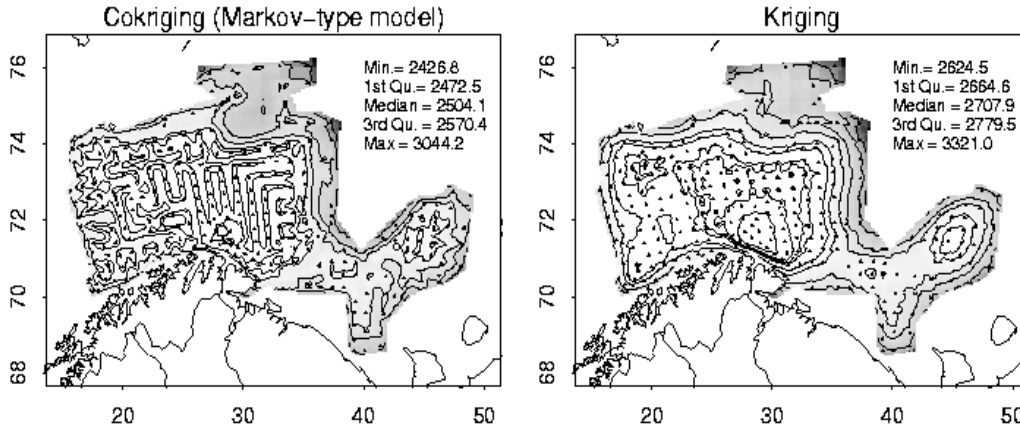 Cokriging (Markov-type model)
Min.= 2426.8
1st Qu.= 2472.5
Median = 2504.1
3rd Qu.= 2570.4
Max = 3044.2
76
74
72
70
68
20
30
40
50
Kriging
Min.= 2624.5
1st Qu.= 2664.6
Median = 2707.9
3rd Qu.= 2779.5
Max = 3321.0
76
74
72
70
68
20
30
40
50